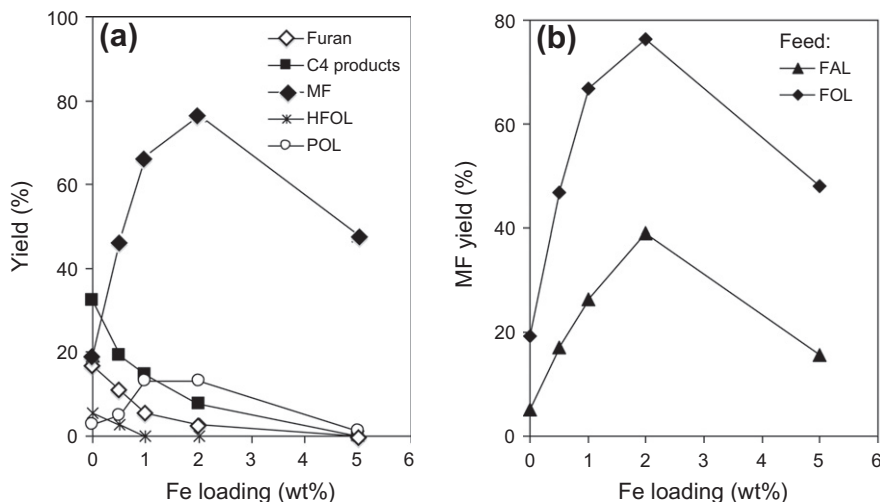 (a)
Furan
C4 products
MF
HFOL
POL
Yield (%)
100
80
60
40
20
0
0 1 2 3 4 5 6
Fe loading (wt%)
(b)
Feed:
FAL
FOL
MF yield (%)
80
60
40
20
0
0 1 2 3 4 5 6
Fe loading (wt%)